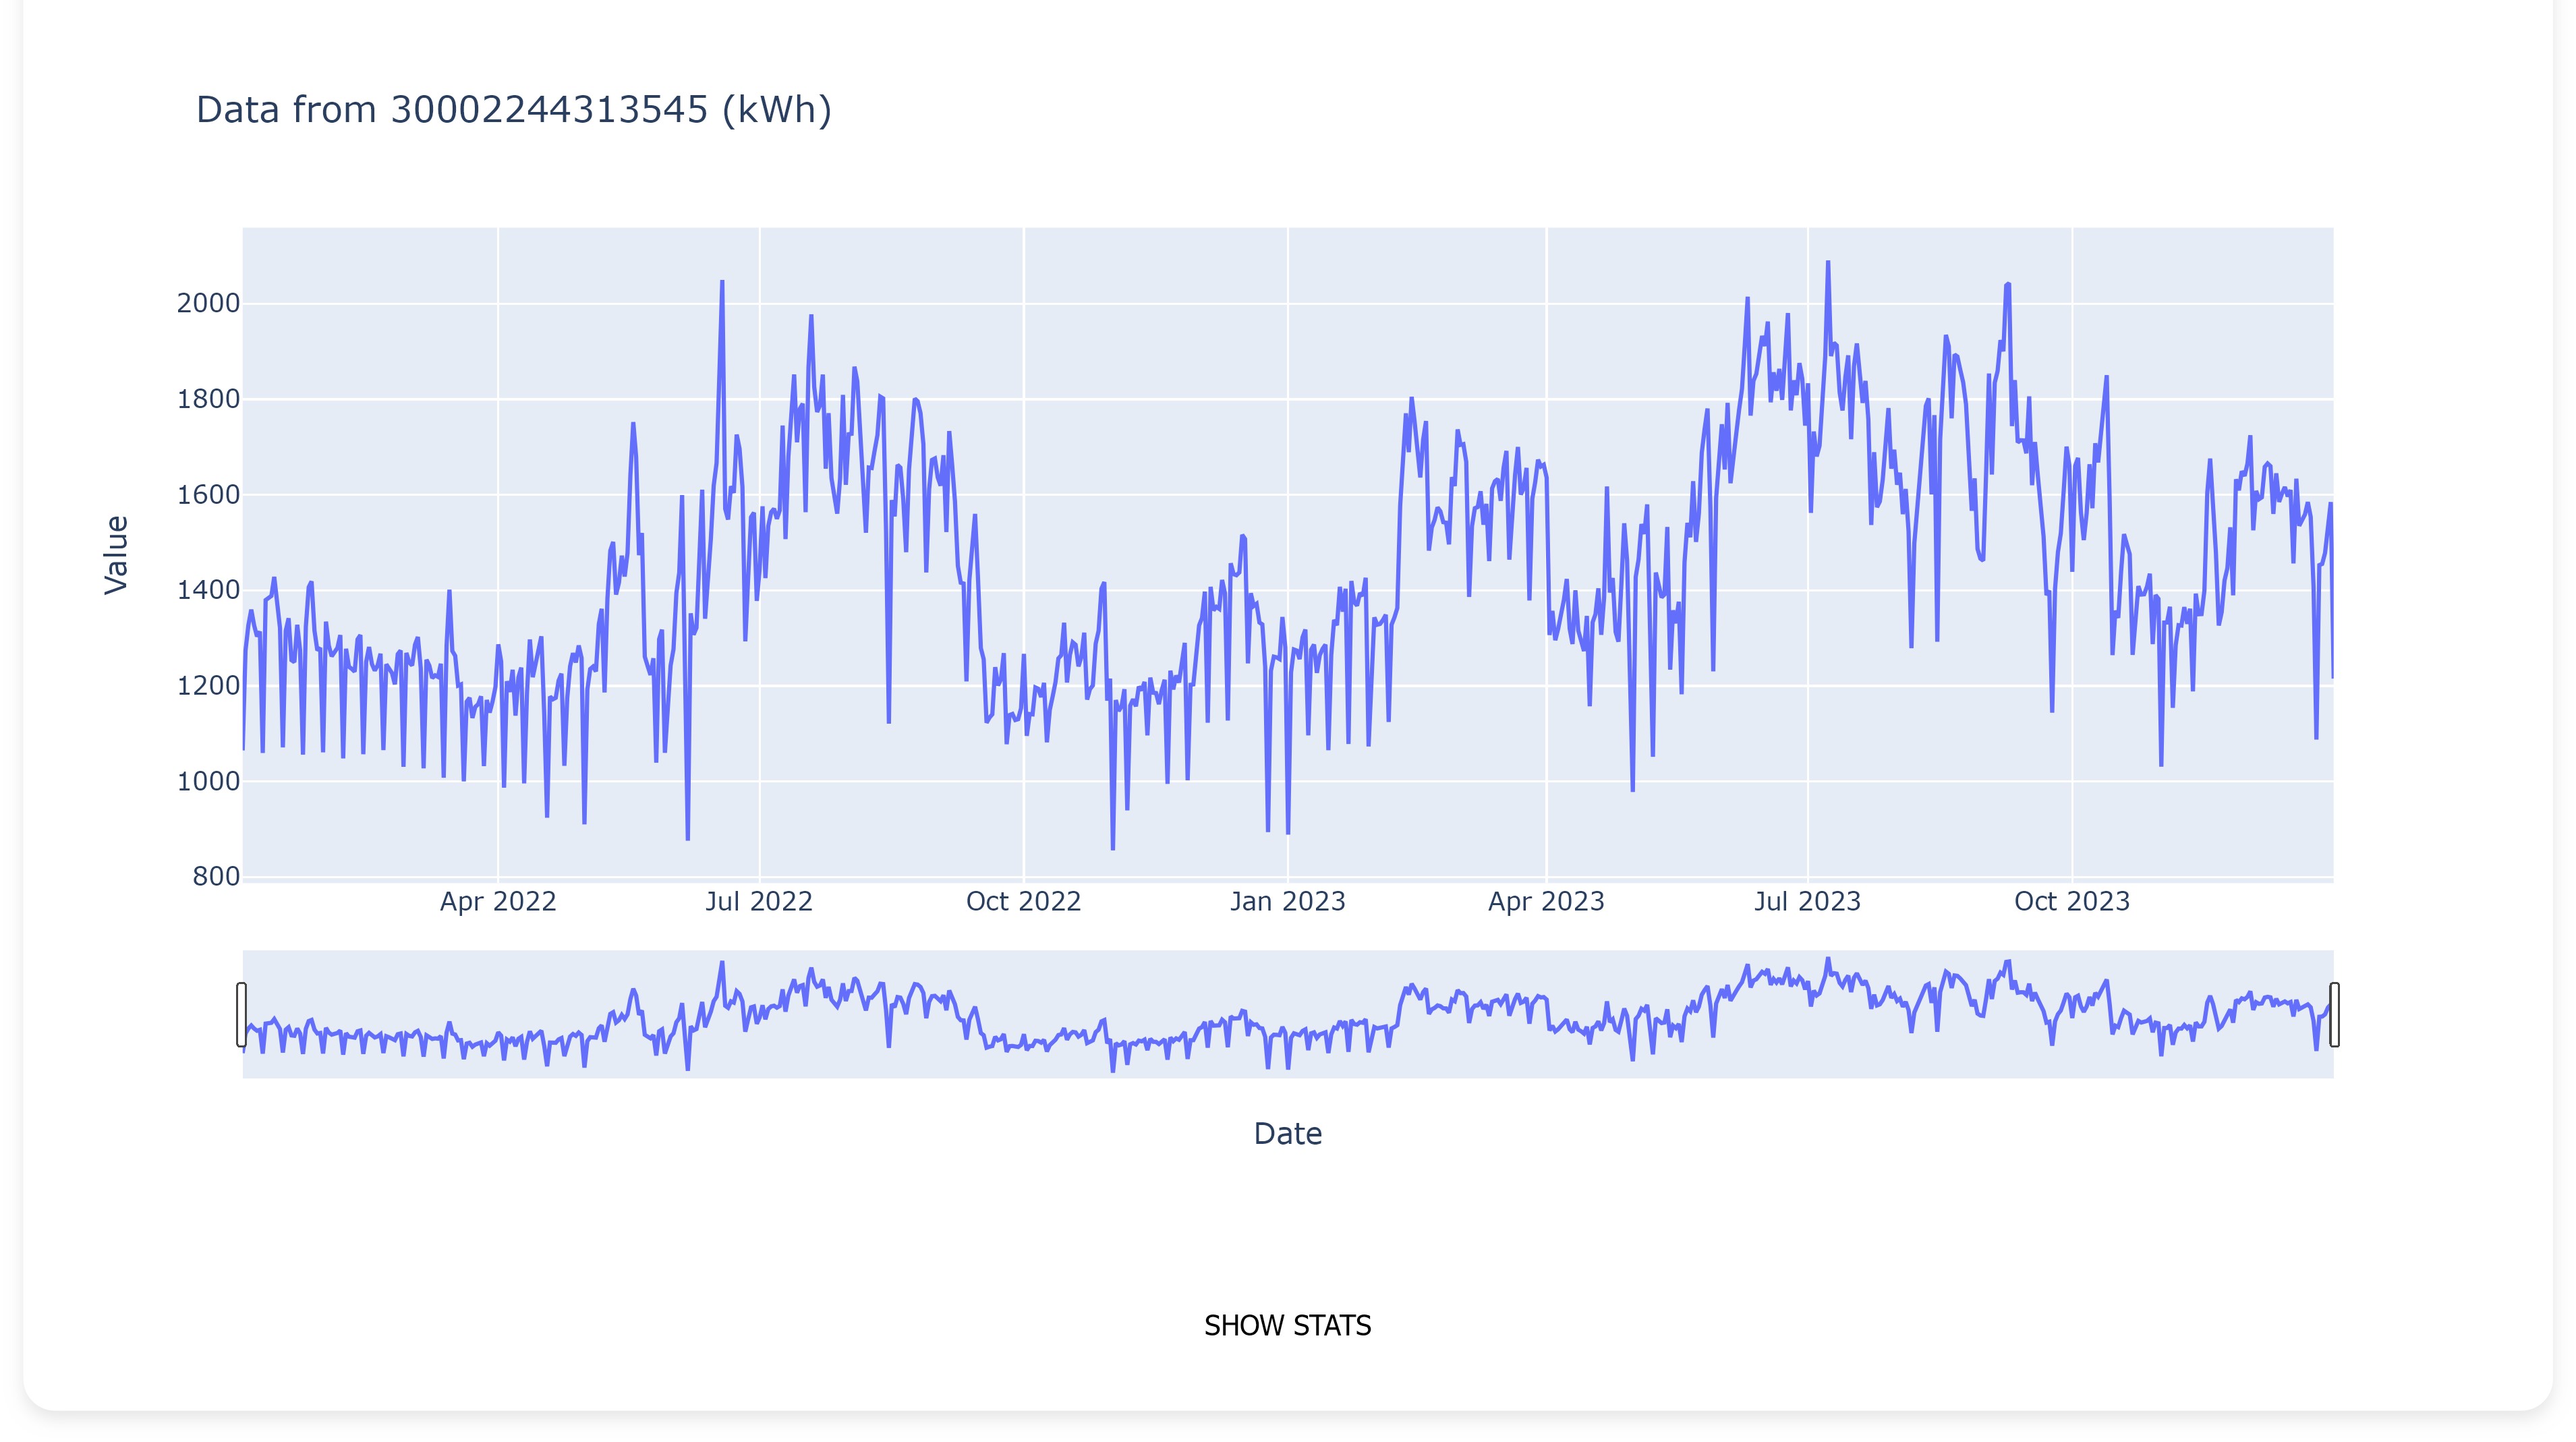 Data from 30002244313545 (kWh)
2000
1800
1600
1400
1200
1000
800
Value
Apr 2022
Jul 2022
Oct 2022
Jan 2023
Apr 2023
Jul 2023
Oct 2023
Date
SHOW STATS